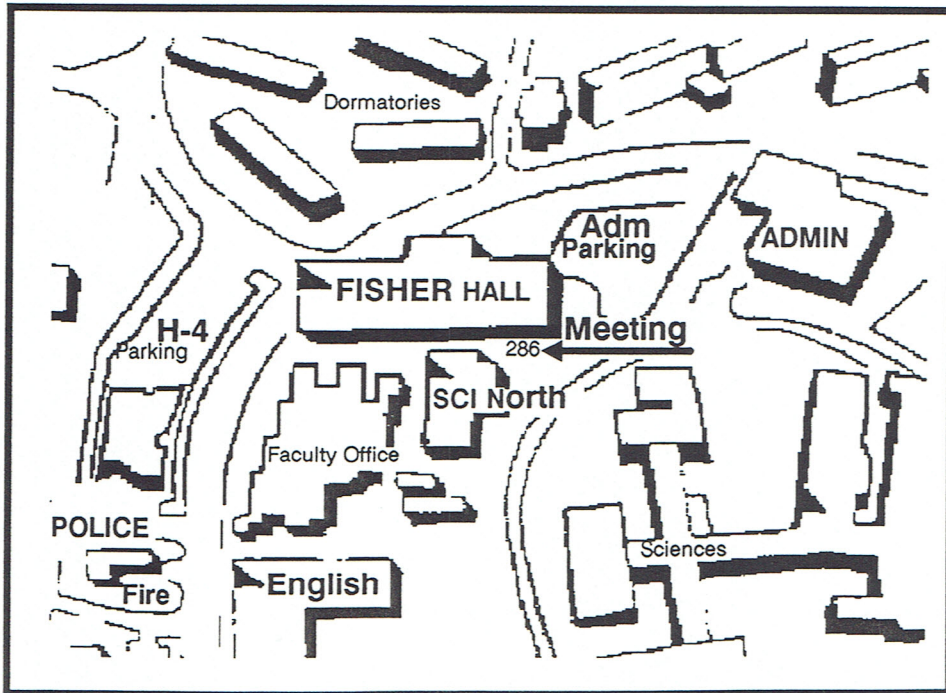 Dormatories
Adm
Parking
ADMIN
FISHER HALL
H-4
Parking
Meeting
286
SCI North
Faculty Office
POLICE
Sciences
Fire
English